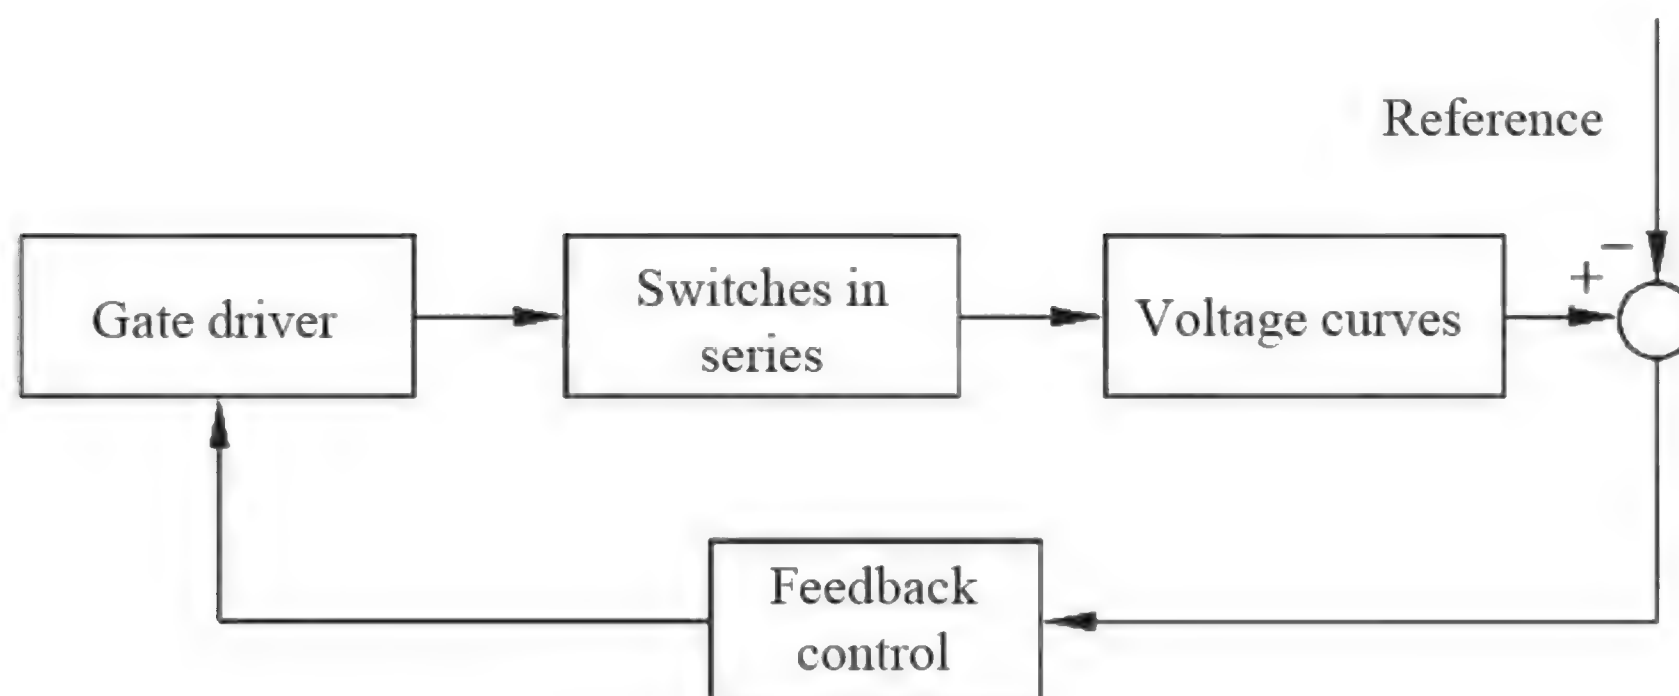 Reference
−
+
Gate driver
Switches in
series
Voltage curves
Feedback
control